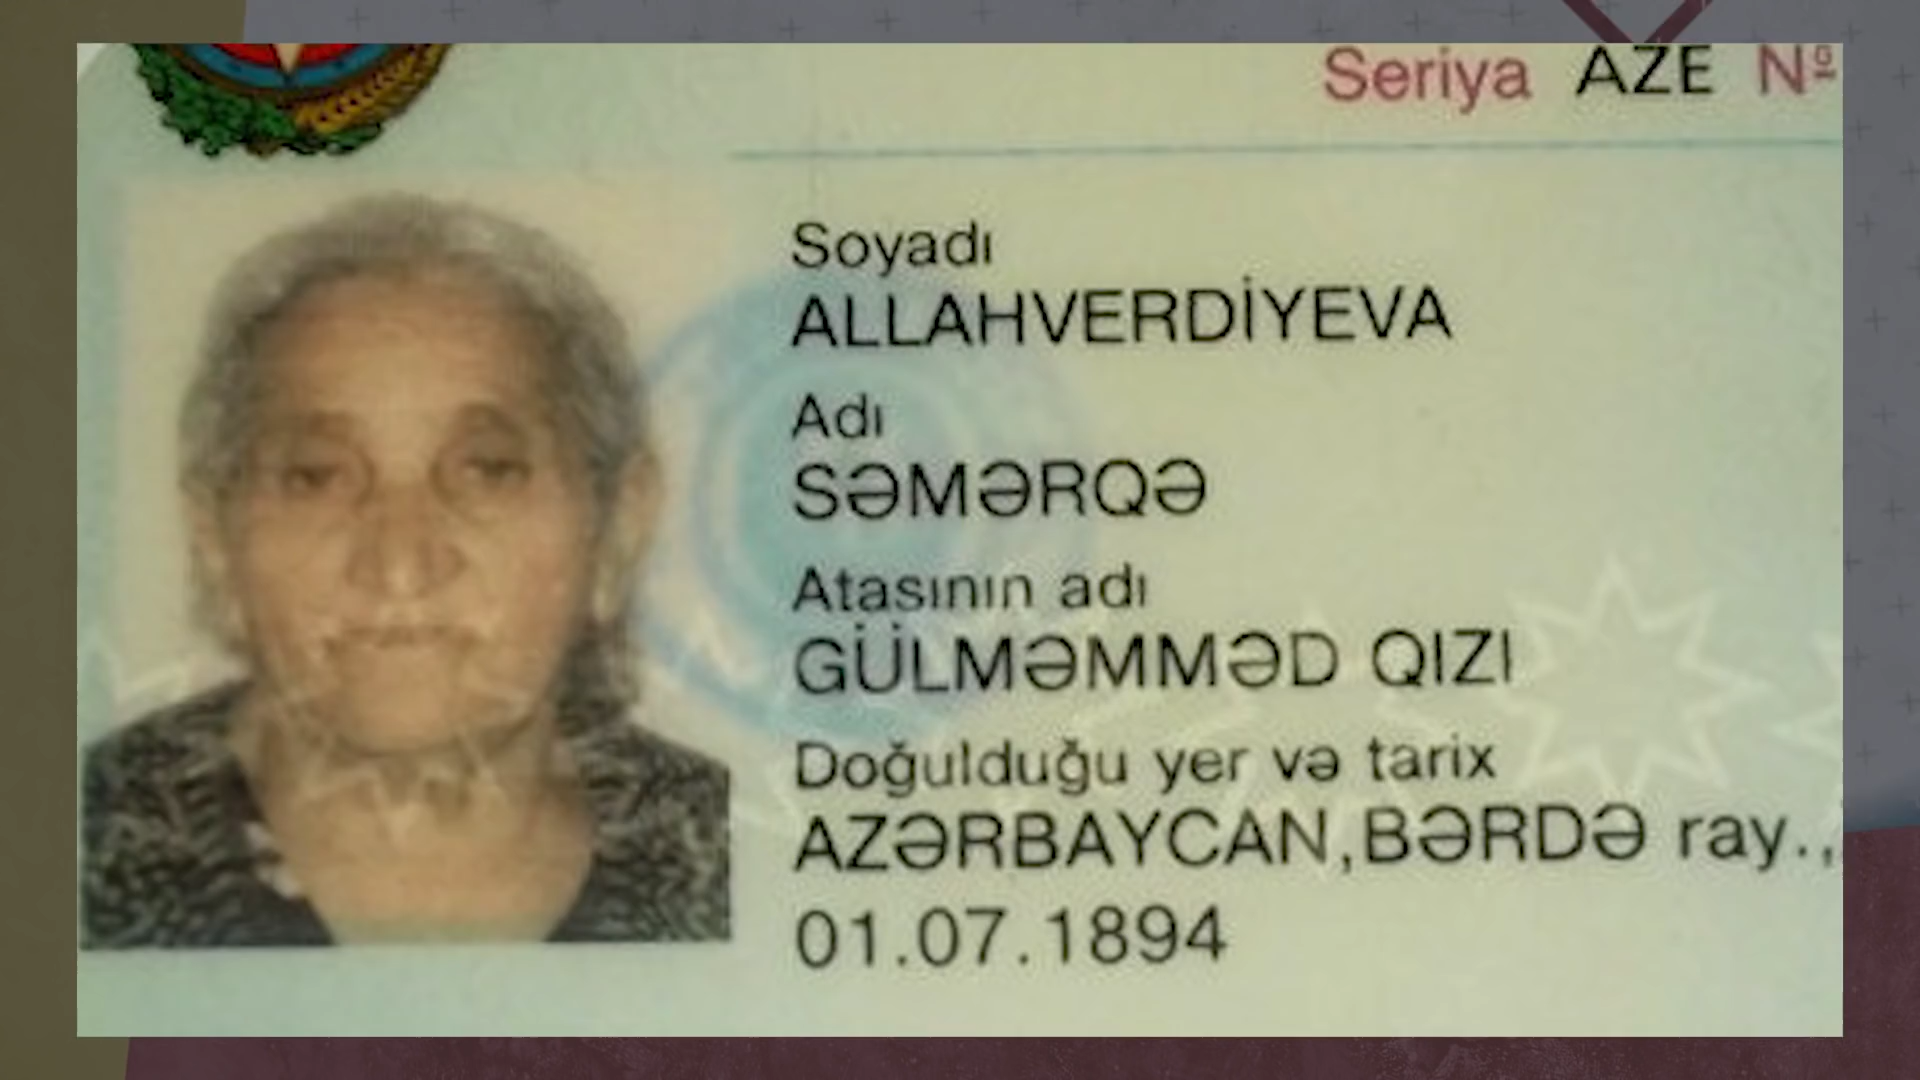 Seriya AZE №
Soyadı
ALLAHVERDİYEVA
Adı
SƏMƏRQƏ
Atasının adı
GÜLMƏMMƏD QIZI
Doğulduğu yer və tarix
AZƏRBAYCAN,BƏRDƏ ray.,
01.07.1894